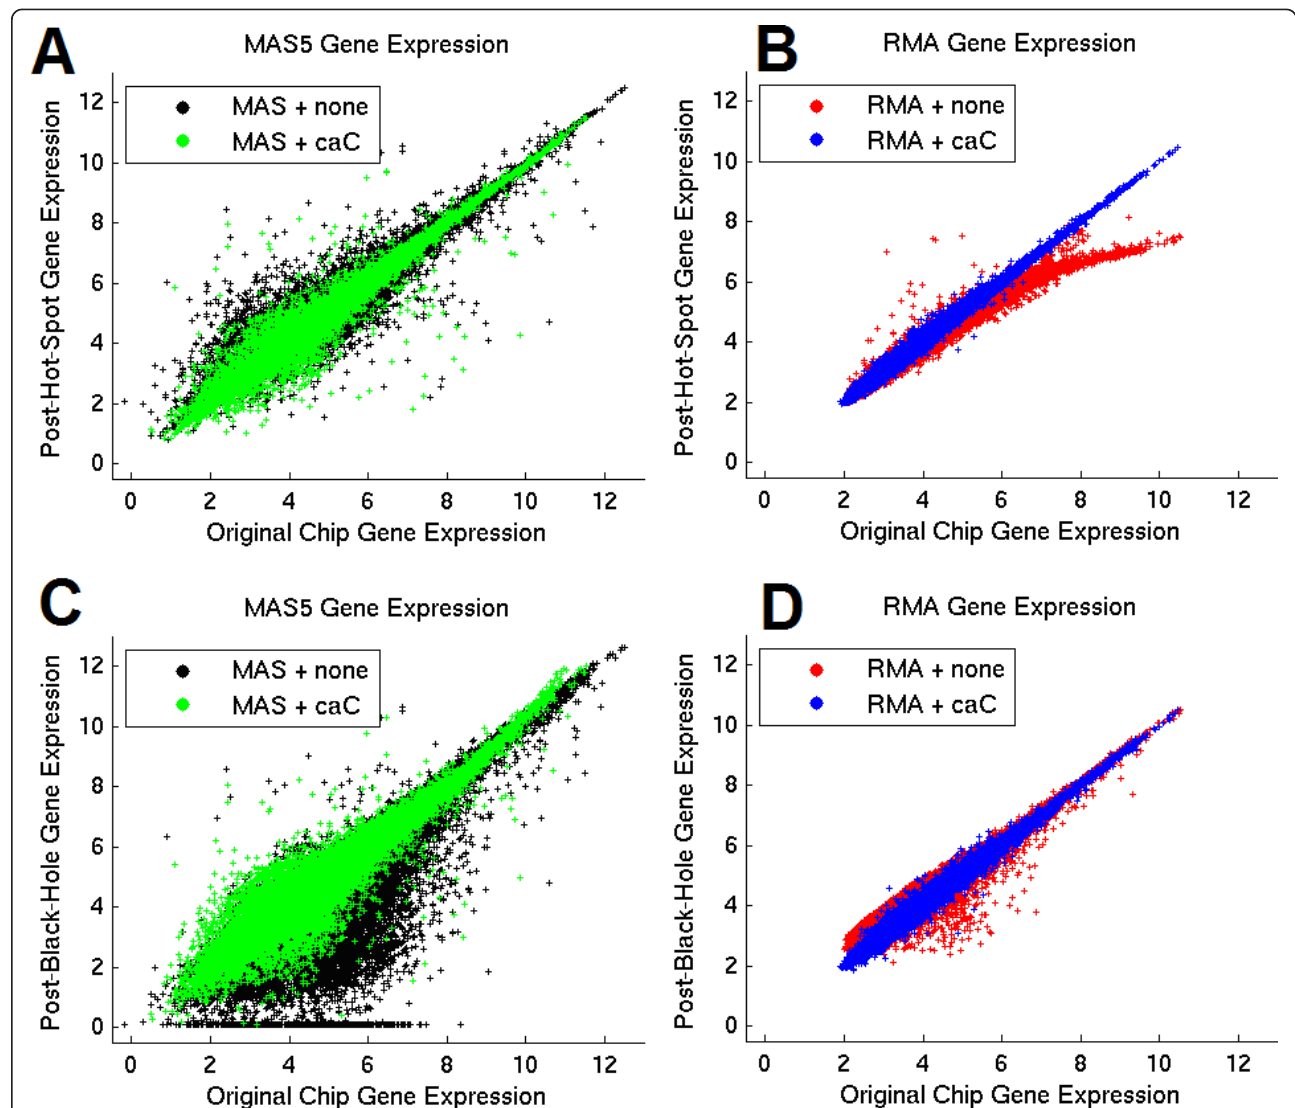 A
MAS5 Gene Expression
MAS + none
MAS + caC
12
10
8
6
4
2
0
Post-Hot-Spot Gene Expression
0 2 4 6 8 10 12
Original Chip Gene Expression
B
RMA Gene Expression
RMA + none
RMA + caC
12
10
8
6
4
2
0
Post-Hot-Spot Gene Expression
0 2 4 6 8 10 12
Original Chip Gene Expression
C
MAS5 Gene Expression
MAS + none
MAS + caC
12
10
8
6
4
2
0
Post-Black-Hole Gene Expression
0 2 4 6 8 10 12
Original Chip Gene Expression
D
RMA Gene Expression
RMA + none
RMA + caC
12
10
8
6
4
2
0
Post-Black-Hole Gene Expression
0 2 4 6 8 10 12
Original Chip Gene Expression